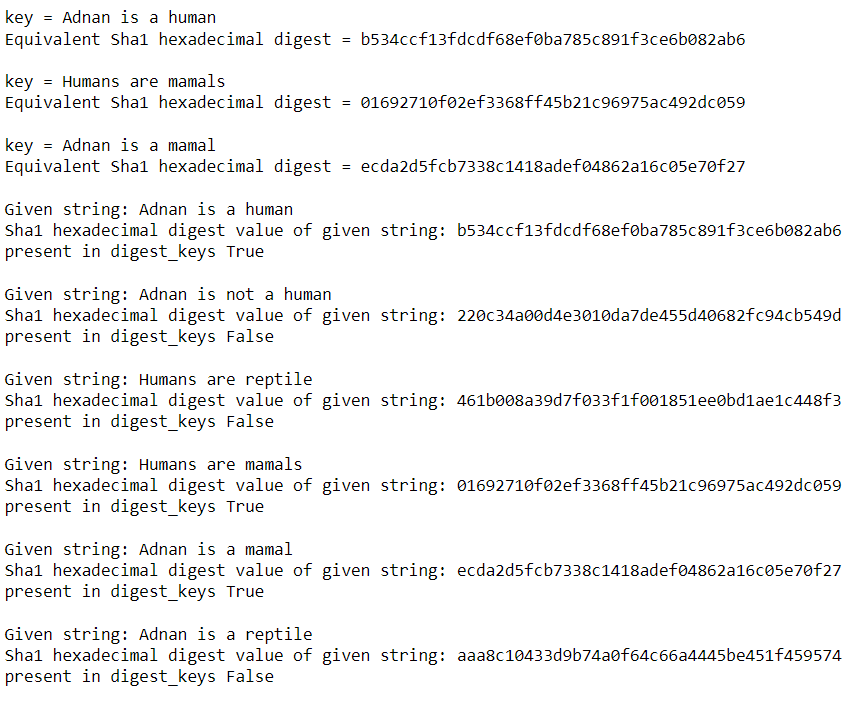 key = Adnan is a human
Equivalent Sha1 hexadecimal digest = b534ccf13fdcdf68ef0ba785c891f3ce6b082ab6
key = Humans are mamals
Equivalent Sha1 hexadecimal digest = 01692710f02ef3368ff45b21c96975ac492dc059
key = Adnan is a mamal
Equivalent Sha1 hexadecimal digest = ecda2d5fcb7338c1418adef04862a16c05e70f27
Given string: Adnan is a human
Sha1 hexadecimal digest value of given string: b534ccf13fdcdf68ef0ba785c891f3ce6b082ab6
present in digest_keys True
Given string: Adnan is not a human
Sha1 hexadecimal digest value of given string: 220c34a00d4e3010da7de455d40682fc94cb549d
present in digest_keys False
Given string: Humans are reptile
Sha1 hexadecimal digest value of given string: 461b008a39d7f033f1f001851ee0bd1ae1c448f3
present in digest_keys False
Given string: Humans are mamals
Sha1 hexadecimal digest value of given string: 01692710f02ef3368ff45b21c96975ac492dc059
present in digest_keys True
Given string: Adnan is a mamal
Sha1 hexadecimal digest value of given string: ecda2d5fcb7338c1418adef04862a16c05e70f27
present in digest_keys True
Given string: Adnan is a reptile
Sha1 hexadecimal digest value of given string: aaa8c10433d9b74a0f64c66a4445be451f459574
present in digest_keys False